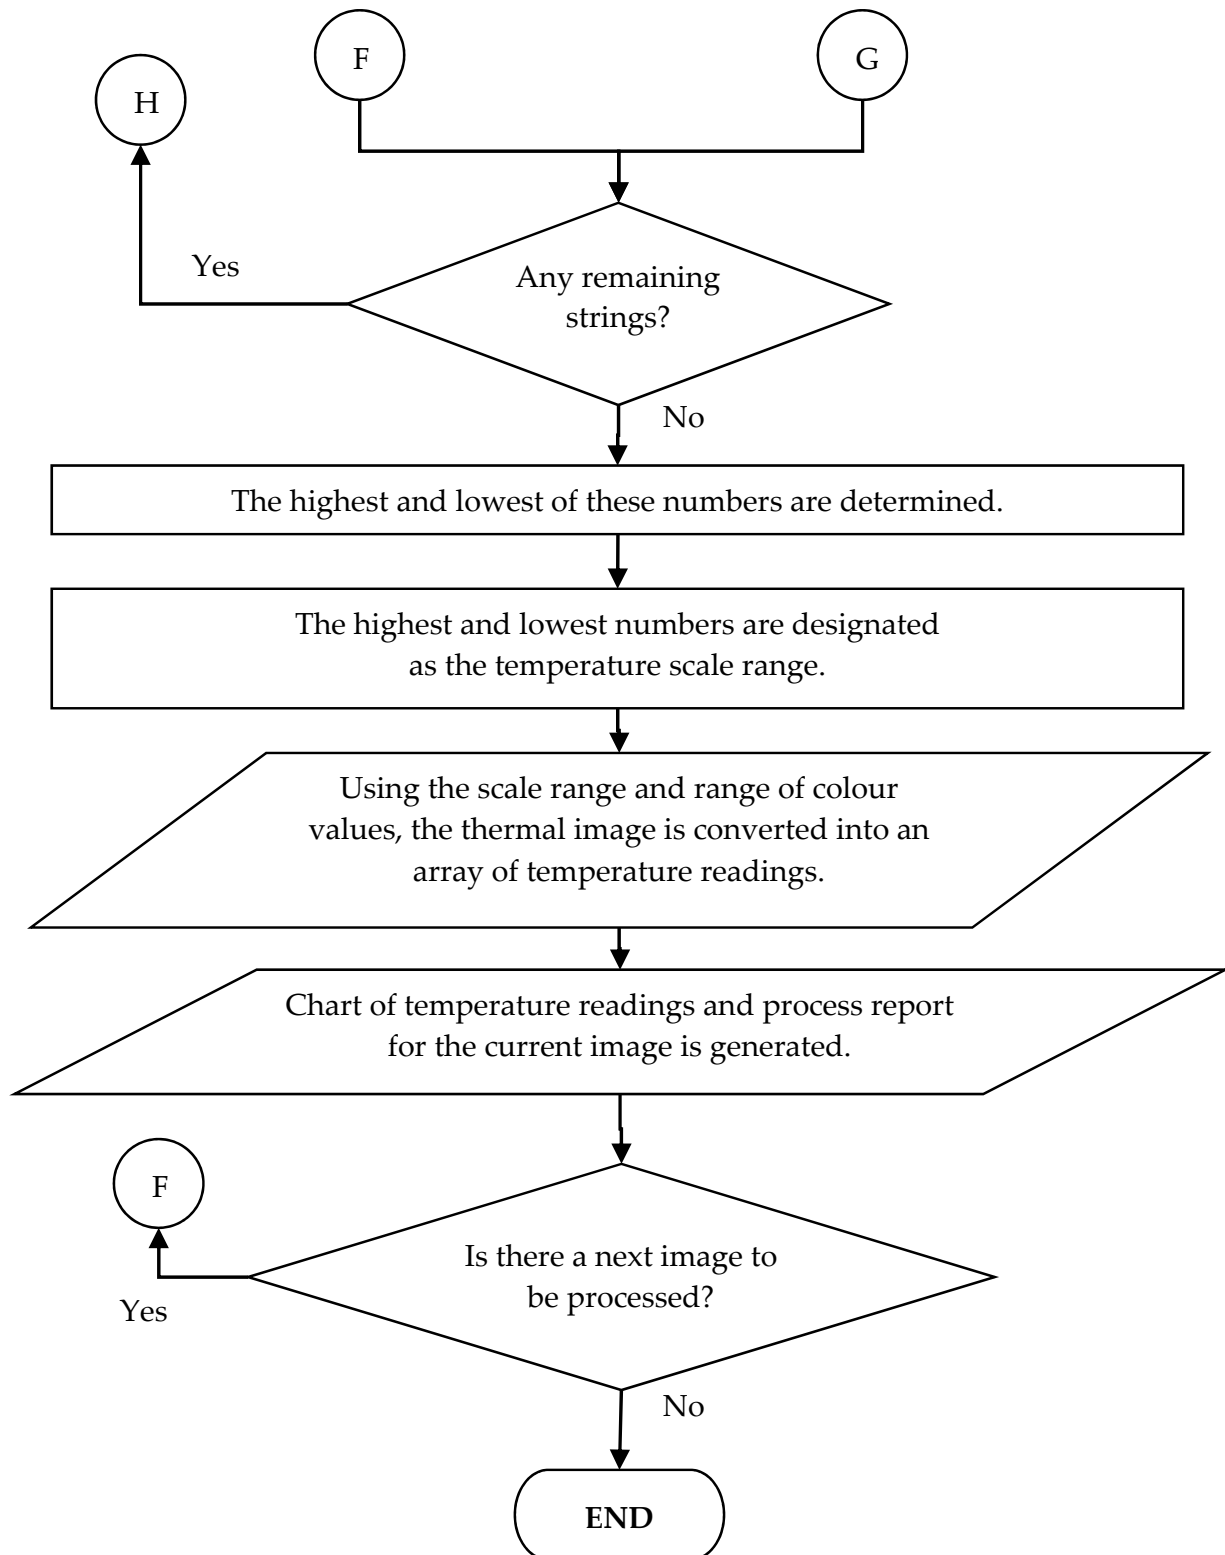 F
G
H
Yes
Any remaining
strings?
No
The highest and lowest of these numbers are determined.
The highest and lowest numbers are designated
as the temperature scale range.
Using the scale range and range of colour
values, the thermal image is converted into an
array of temperature readings.
Chart of temperature readings and process report
for the current image is generated.
F
Yes
Is there a next image to
be processed?
No
END